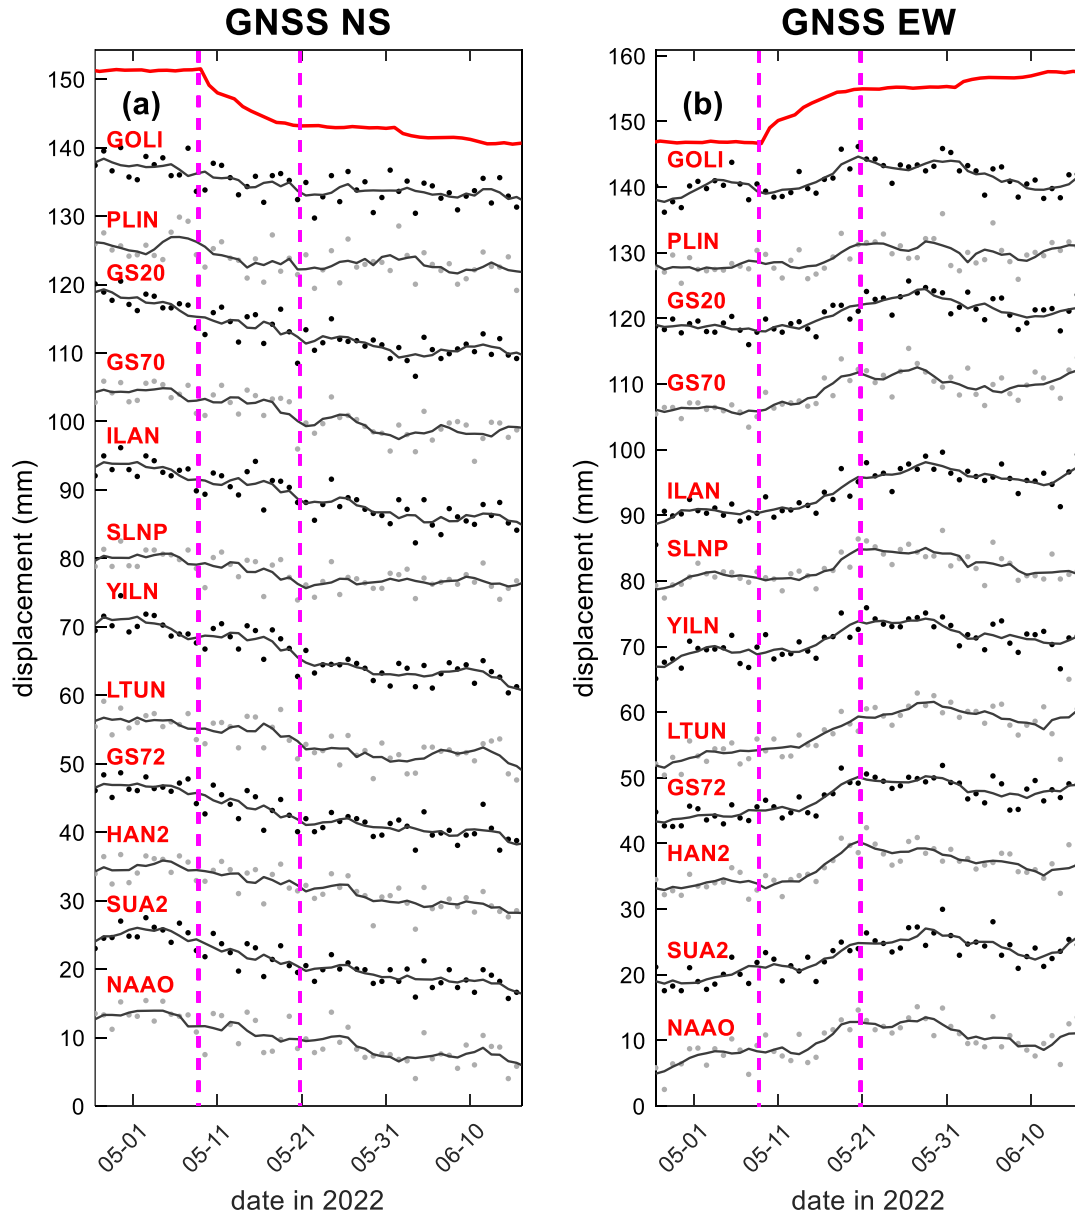 GNSS NS
(a)
150
140
130
120
110
100
90
80
70
60
50
40
30
20
10
0
displacement (mm)
GOLI
PLIN
GS20
GS70
ILAN
SLNP
YILN
LTUN
GS72
HAN2
SUA2
NAAO
05-01
05-11
05-21
05-31
06-10
date in 2022
GNSS EW
(b)
160
150
140
130
120
110
100
90
80
70
60
50
40
30
20
10
0
displacement (mm)
GOLI
PLIN
GS20
GS70
ILAN
SLNP
YILN
LTUN
GS72
HAN2
SUA2
NAAO
05-01
05-11
05-21
05-31
06-10
date in 2022